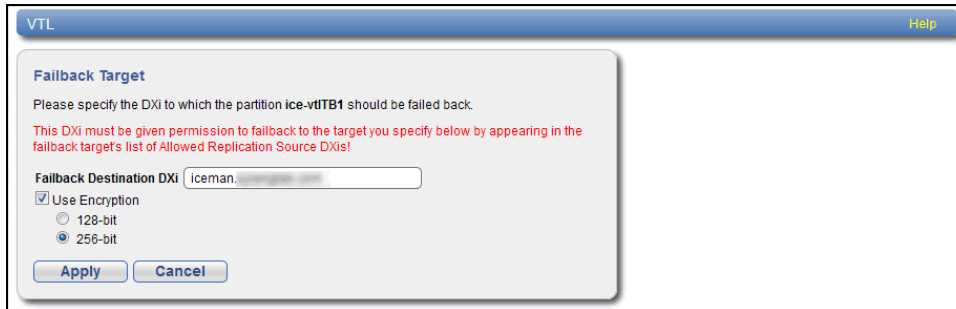 VTL Help
Failback Target
Please specify the DXi to which the partition ice-vtlTB1 should be failed back.
This DXi must be given permission to failback to the target you specify below by appearing in the
failback target's list of Allowed Replication Source DXis!
Failback Destination DXi iceman.
Use Encryption
128-bit
256-bit
Apply Cancel